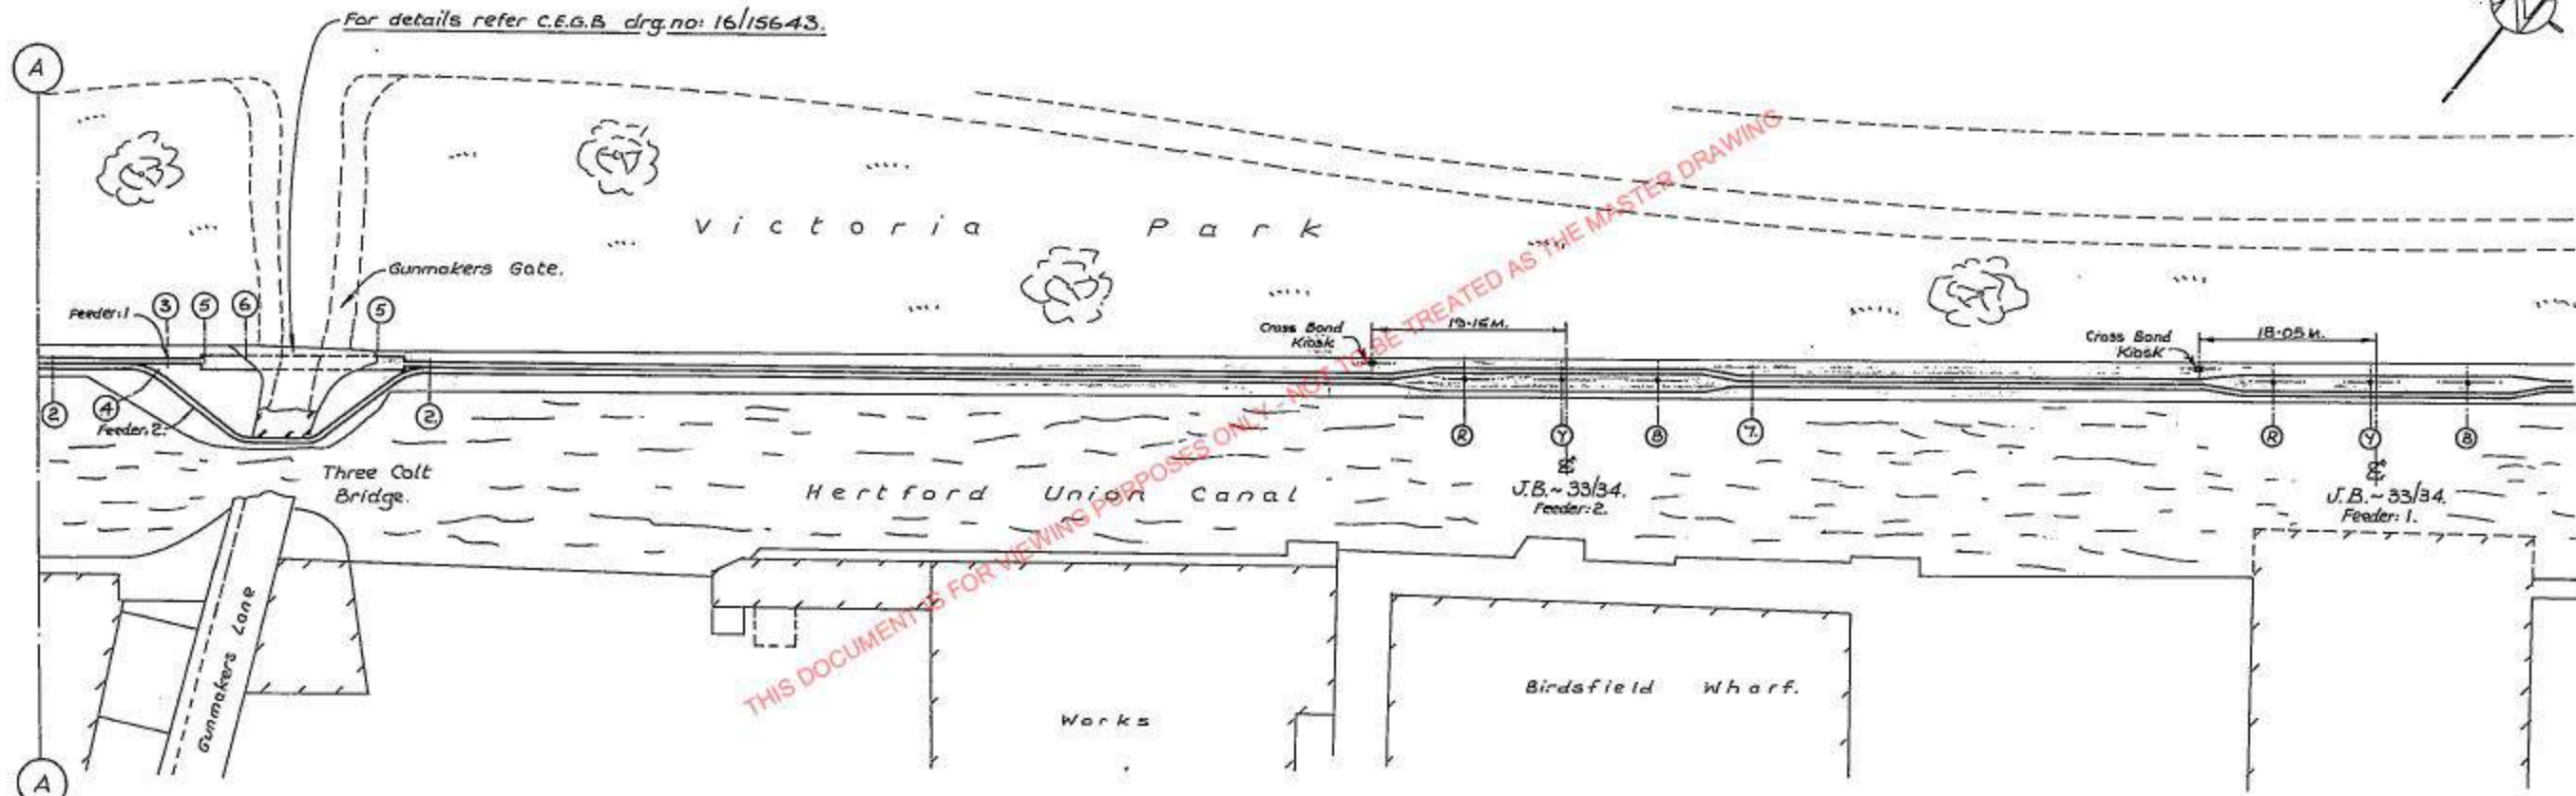 For details refer C.E.G.B drg.no: 16/15643.
A
Victoria Park
Gunmakers Gate.
Feeder:1
3
5
6
5
Cross Bond
Kiosk
19·15M.
Cross Bond
Kiosk
18·05M.
2
4
Feeder:2.
2
R
Y
B
7.
R
Y
B
Three Colt
Bridge.
Hertford Union Canal
J.B.~33/34.
Feeder:2.
J.B.~33/34.
Feeder:1.
THIS DOCUMENT IS FOR VIEWING PURPOSES ONLY - NOT TO BE TREATED AS THE MASTER DRAWING
Gunmakers Lane
Works
Birdsfield Wharf.
A